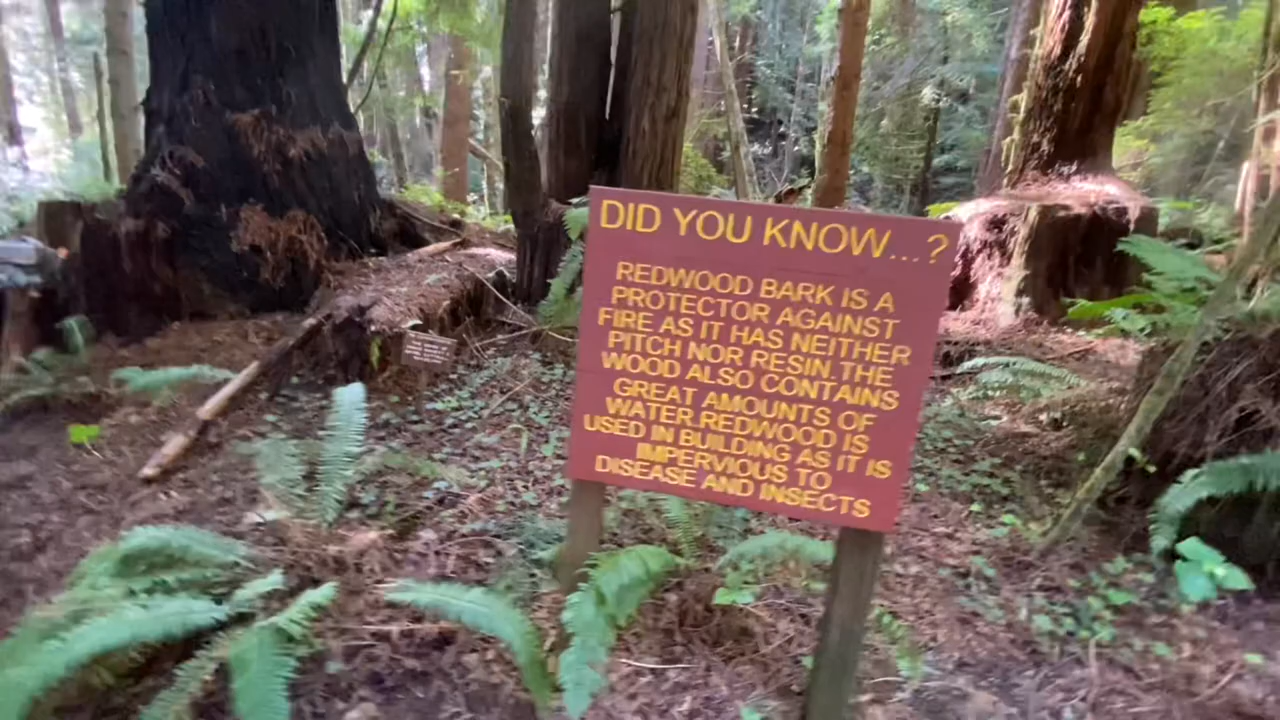 DID YOU KNOW...?
REDWOOD BARK IS A
PROTECTOR AGAINST
FIRE AS IT HAS NEITHER
PITCH NOR RESIN.THE
WOOD ALSO CONTAINS
GREAT AMOUNTS OF
WATER.REDWOOD IS
USED IN BUILDING AS IT IS
IMPERVIOUS TO
DISEASE AND INSECTS